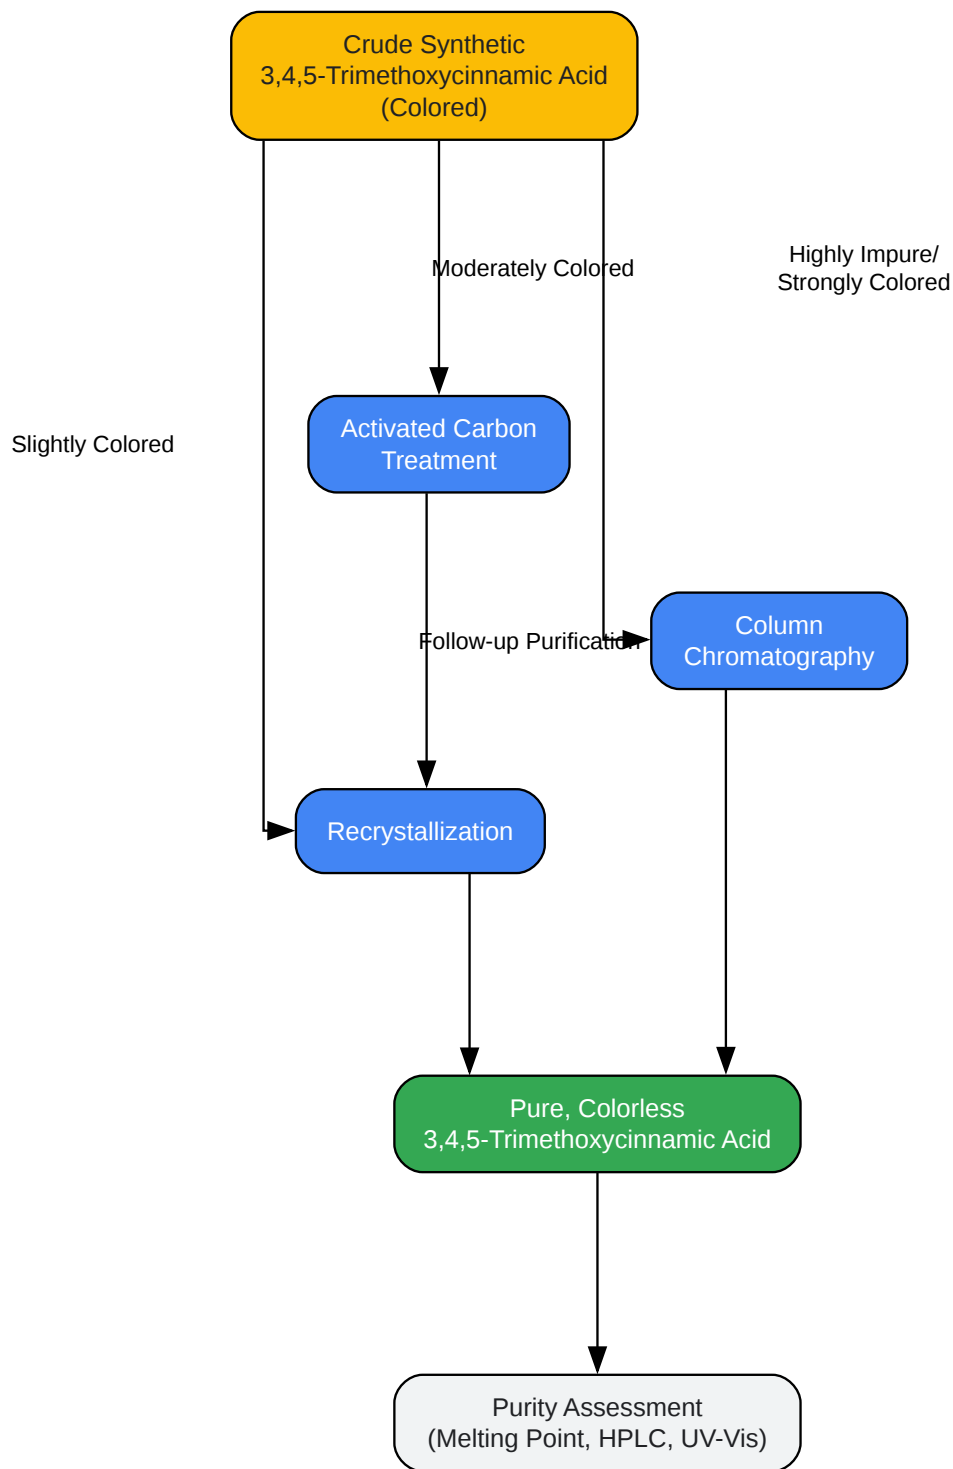 Crude Synthetic
3,4,5-Trimethoxycinnamic Acid
(Colored)
Moderately Colored
Highly Impure/
Strongly Colored
Slightly Colored
Activated Carbon
Treatment
Follow-up Purification
Column
Chromatography
Recrystallization
Pure, Colorless
3,4,5-Trimethoxycinnamic Acid
Purity Assessment
(Melting Point, HPLC, UV-Vis)